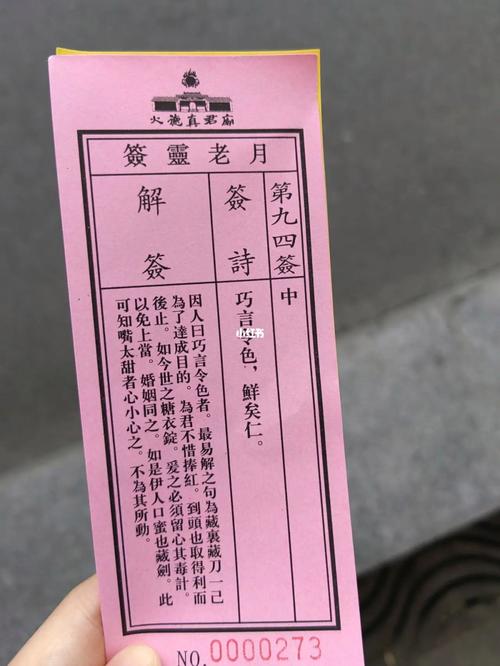 火德真君廟
月老靈簽
第九四簽
中
簽詩
巧言令色，鮮矣仁。
解簽
因人曰巧言令色者。最易解之句為藏裏藏刀一己
為了達成目的。為君不惜捧紅。到頭也取得利而
後止。如今世之糖衣錠。爰之必須留心其毒計。
以免上當。婚姻同之。如是伊人口蜜也藏劍。此
可知嘴太甜者心小心之。不為其所動。
小红书
NO. 0000273